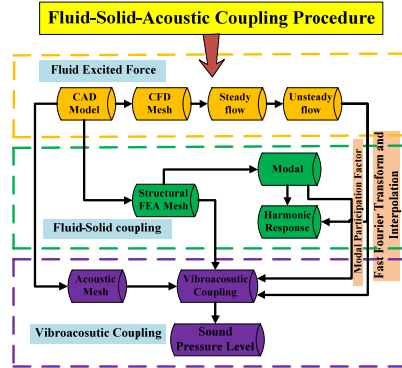 Fluid-Solid-Acoustic Coupling Procedure
Fluid Excited Force
CAD
Model
CFD
Mesh
Steady
flow
Unsteady
flow
Structural
FEA Mesh
Modal
Harmonic
Response
Fluid-Solid coupling
Modal Participation Factor
Fast Fourier Transform and
Interpolation
Acoustic
Mesh
Vibroacosutic
Coupling
Vibroacosutic Coupling
Sound
Pressure Level